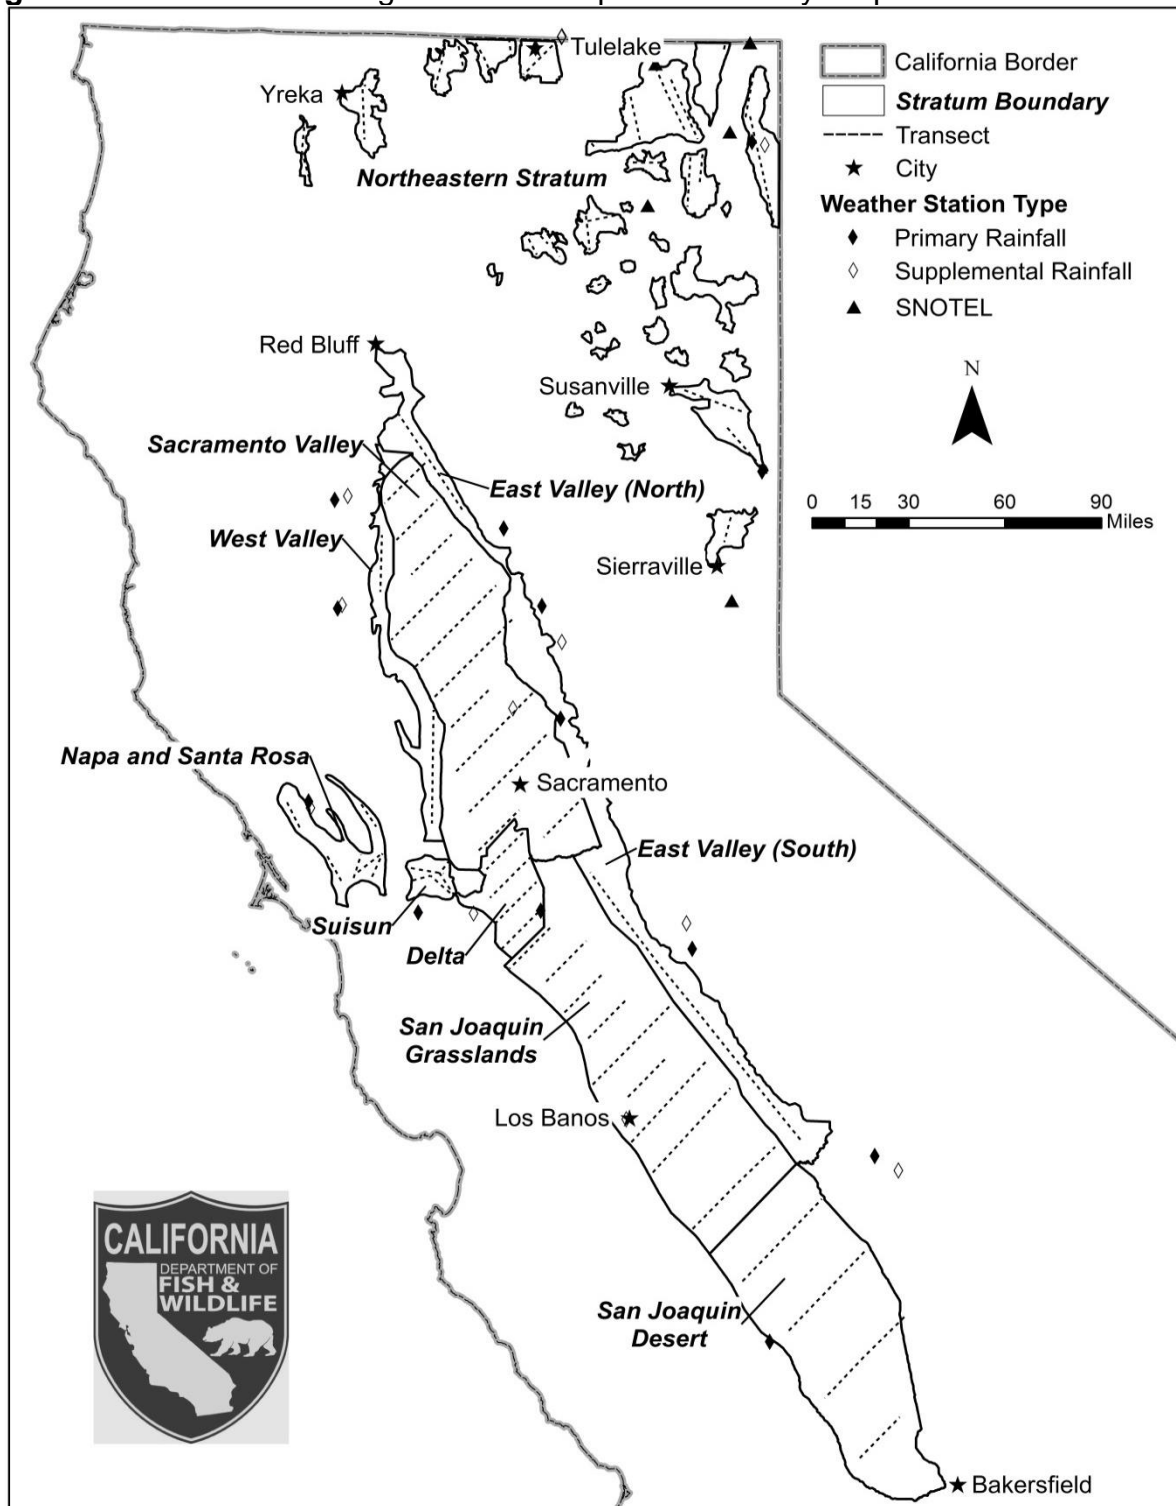 Tulelake
California Border
Yreka
Stratum Boundary
Transect
City
Northeastern Stratum
Weather Station Type
Primary Rainfall
Supplemental Rainfall
SNOTEL
Red Bluff
N
Susanville
Sacramento Valley
East Valley (North)
0 15 30 60 90
Miles
West Valley
Sierraville
Napa and Santa Rosa
Sacramento
East Valley (South)
Suisun
Delta
San Joaquin
Grasslands
Los Banos
CALIFORNIA
DEPARTMENT OF
FISH &
WILDLIFE
San Joaquin
Desert
Bakersfield